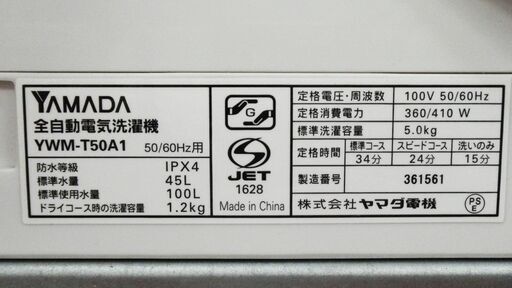 YAMADA
全自動電気洗濯機
YWM-T50A1 50/60Hz用
防水等級 IPX4
標準水量 45L
標準使用水量 100L
ドライコース時の洗濯容量 1.2kg
G
S
JET
1628
Made in China
定格電圧・周波数 100V 50/60Hz
定格消費電力 360/410 W
標準洗濯容量 5.0kg
定格時間 標準コース スピードコース 洗いのみ
34分 24分 15分
製造番号 361561
株式会社ヤマダ電機
PS
E